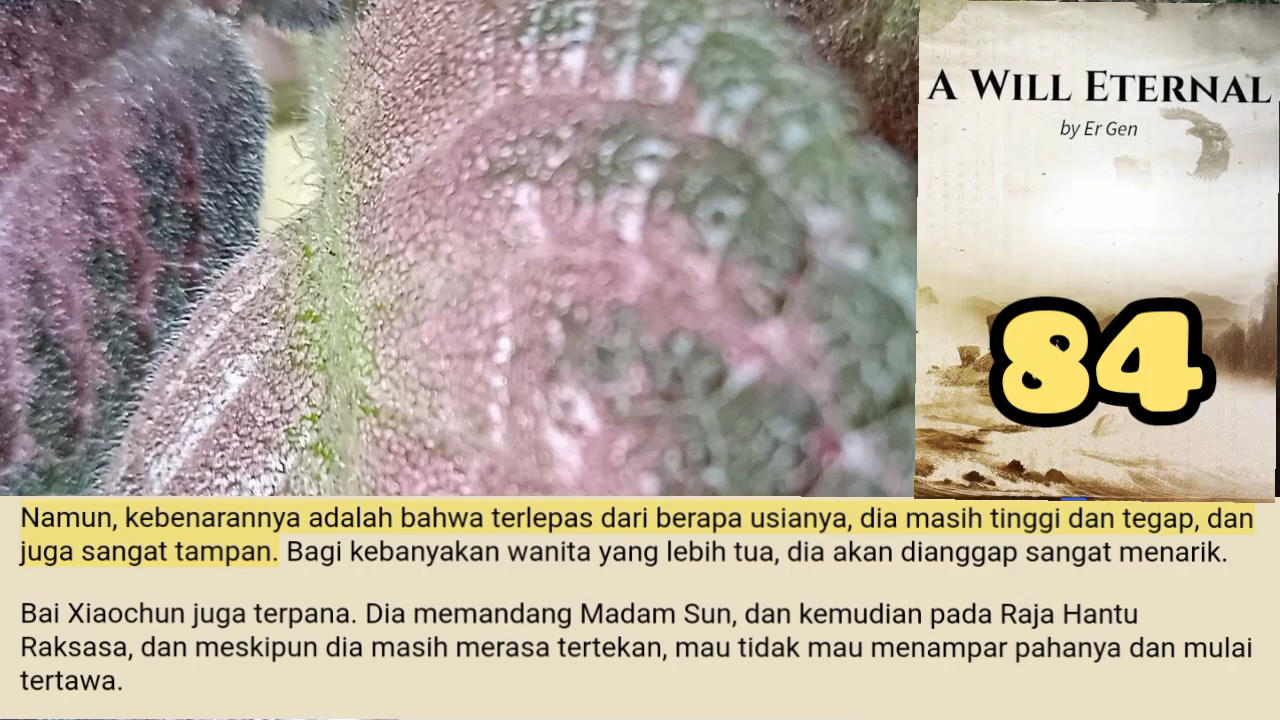 A WILL ETERNAL
by Er Gen
84
Namun, kebenarannya adalah bahwa terlepas dari berapa usianya, dia masih tinggi dan tegap, dan
juga sangat tampan. Bagi kebanyakan wanita yang lebih tua, dia akan dianggap sangat menarik.
Bai Xiaochun juga terpana. Dia memandang Madam Sun, dan kemudian pada Raja Hantu
Raksasa, dan meskipun dia masih merasa tertekan, mau tidak mau menampar pahanya dan mulai
tertawa.